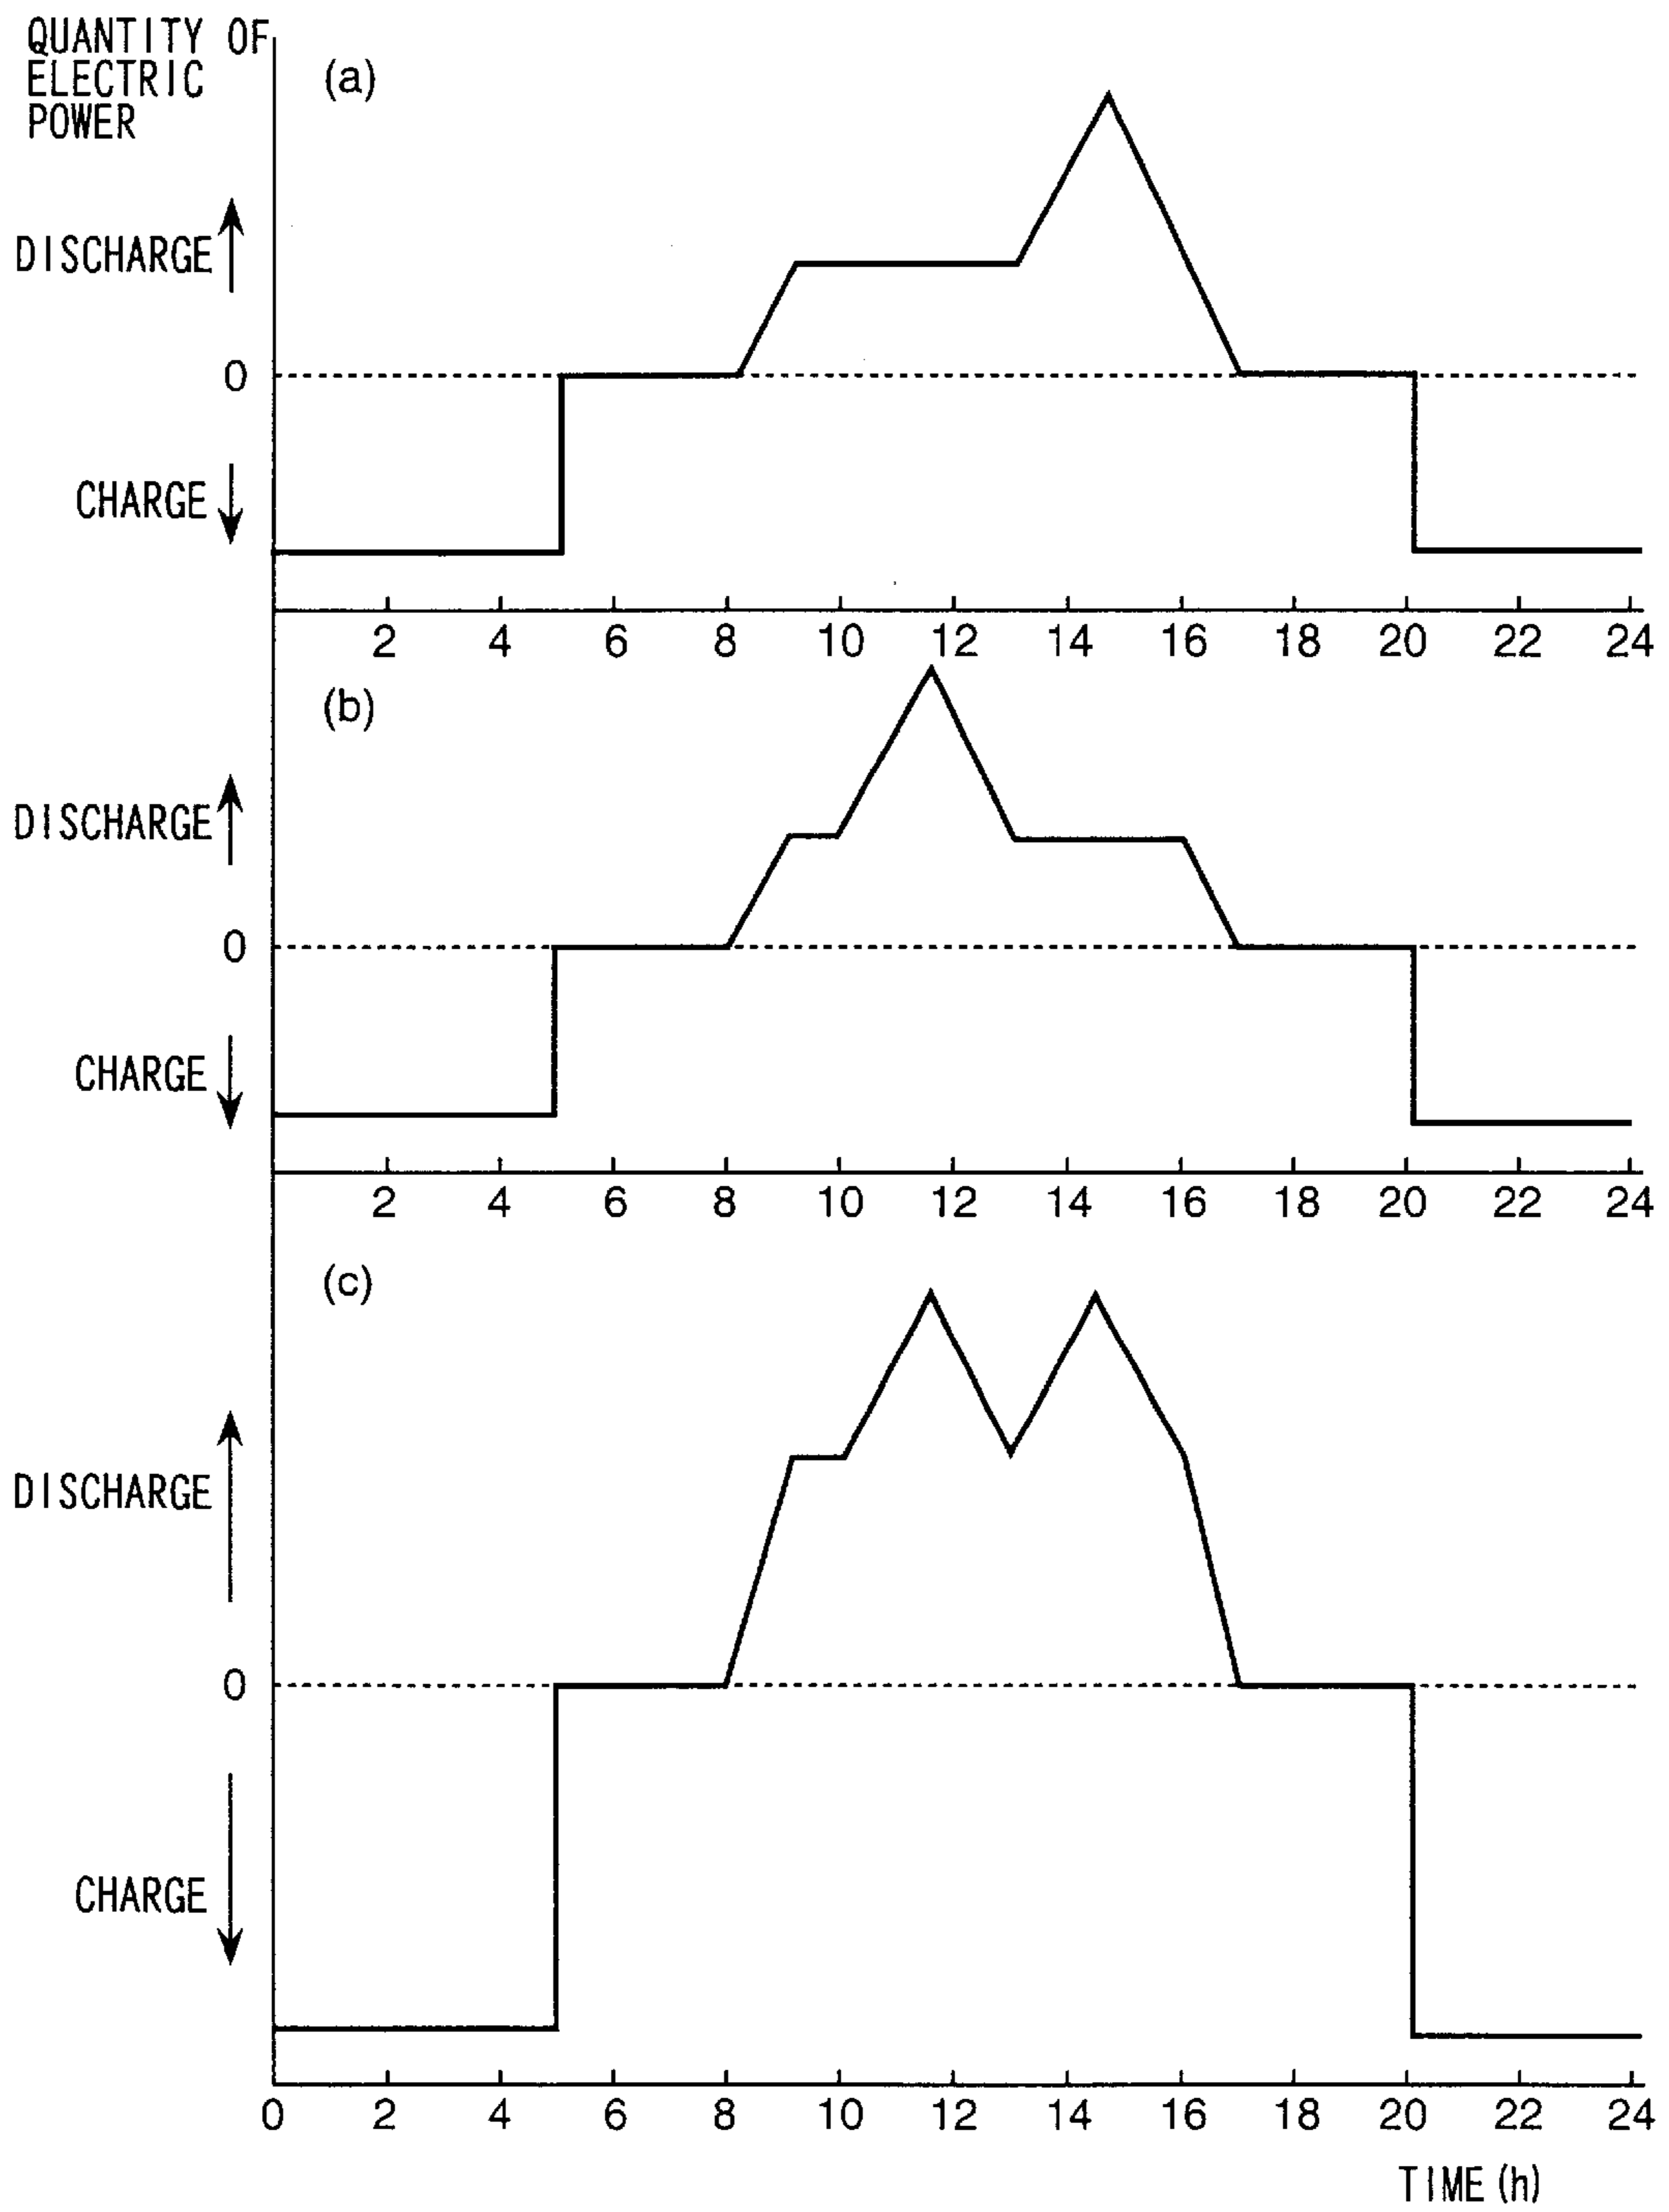 QUANTITY OF
ELECTRIC
POWER
(a)
DISCHARGE
0
CHARGE
2 4 6 8 10 12 14 16 18 20 22 24
(b)
DISCHARGE
0
CHARGE
2 4 6 8 10 12 14 16 18 20 22 24
(c)
DISCHARGE
0
CHARGE
0 2 4 6 8 10 12 14 16 18 20 22 24
TIME (h)